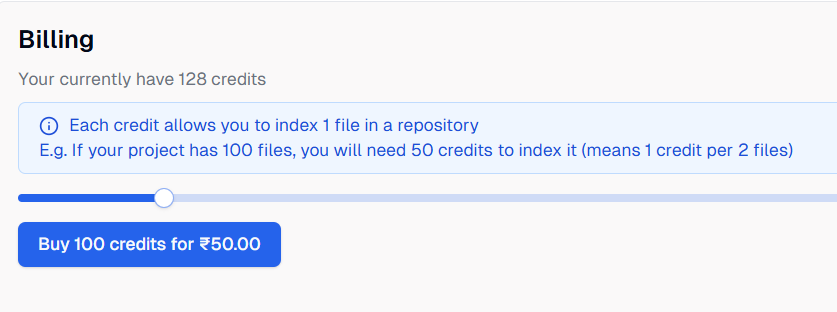 Billing
Your currently have 128 credits
Each credit allows you to index 1 file in a repository
E.g. If your project has 100 files, you will need 50 credits to index it (means 1 credit per 2 files)
Buy 100 credits for ₹50.00